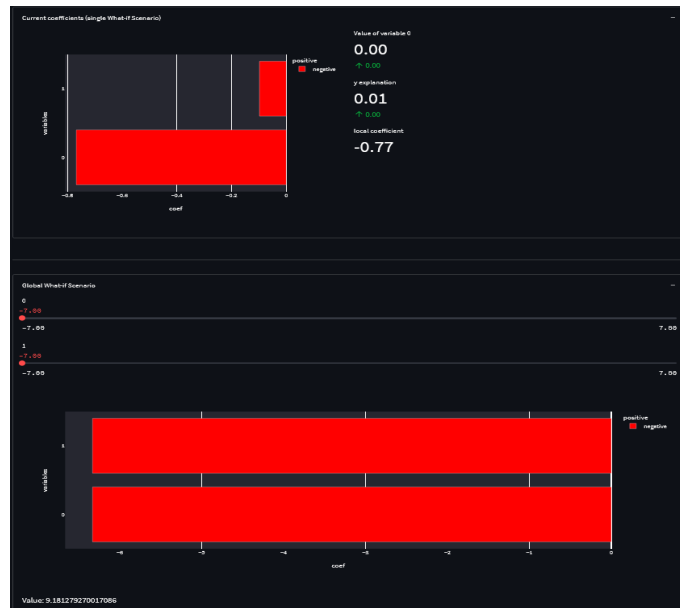 Current coefficients (single What-if Scenario)
−
Value of variable 0
0.00
↑ 0.00
y explanation
0.01
↑ 0.00
local coefficient
-0.77
positive
negative
variables
1
0
−0.8
−0.6
−0.4
−0.2
0
coef
Global What-if Scenario
−
0
-7.00
-7.00
7.00
1
-7.00
-7.00
7.00
positive
negative
variables
1
0
−6
−5
−4
−3
−2
−1
0
coef
Value: 9.181279270017086